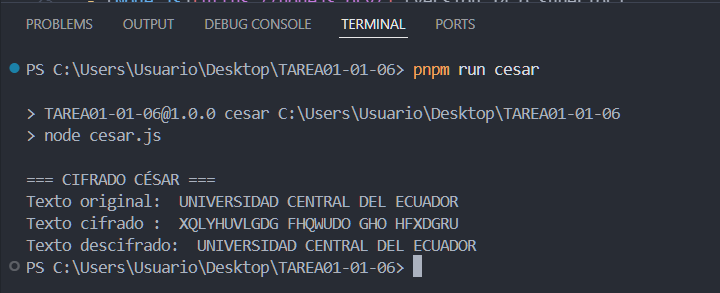 PROBLEMS OUTPUT DEBUG CONSOLE TERMINAL PORTS
PS C:\Users\Usuario\Desktop\TAREA01-01-06> pnpm run cesar
> TAREA01-01-06@1.0.0 cesar C:\Users\Usuario\Desktop\TAREA01-01-06
> node cesar.js
=== CIFRADO CÉSAR ===
Texto original:  UNIVERSIDAD CENTRAL DEL ECUADOR
Texto cifrado :  XQLYHUVLGDG FHQWUDO GHO HFXDGRU
Texto descifrado:  UNIVERSIDAD CENTRAL DEL ECUADOR
PS C:\Users\Usuario\Desktop\TAREA01-01-06>